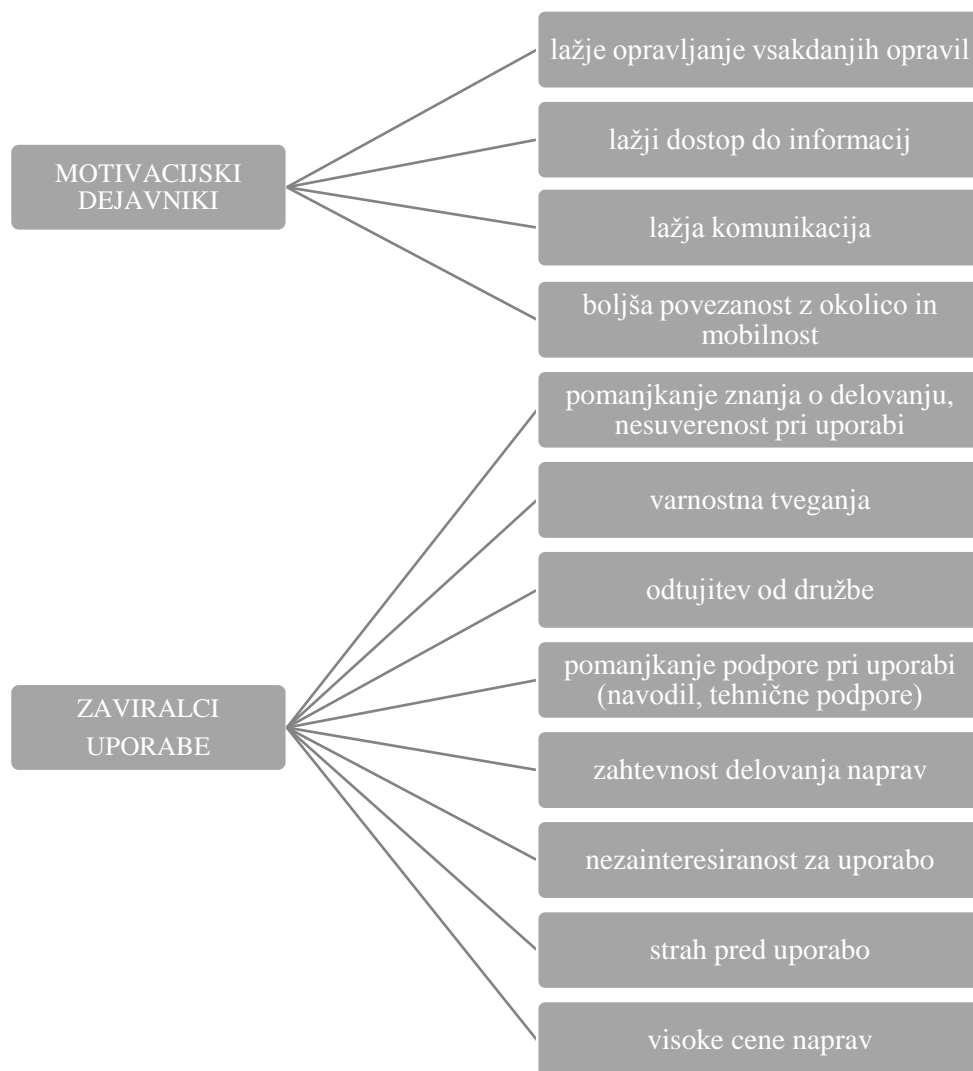 MOTIVACIJSKI
DEJAVNIKI
lažje opravljanje vsakdanjih opravil
lažji dostop do informacij
lažja komunikacija
boljša povezanost z okolico in
mobilnost
ZAVIRALCI
UPORABE
pomanjkanje znanja o delovanju,
nesuverenost pri uporabi
varnostna tveganja
odtujitev od družbe
pomanjkanje podpore pri uporabi
(navodil, tehnične podpore)
zahtevnost delovanja naprav
nezainteresiranost za uporabo
strah pred uporabo
visoke cene naprav